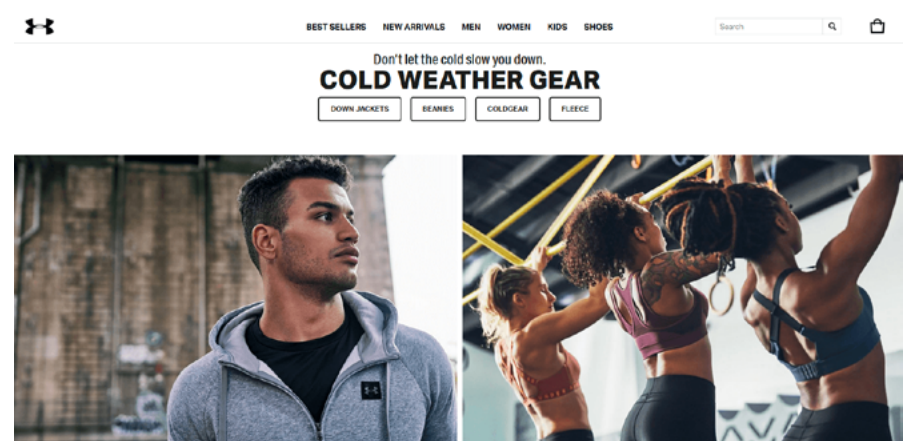 BEST SELLERS NEW ARRIVALS MEN WOMEN KIDS SHOES Search
Don't let the cold slow you down.
COLD WEATHER GEAR
DOWN JACKETS BEANIES COLDGEAR FLEECE